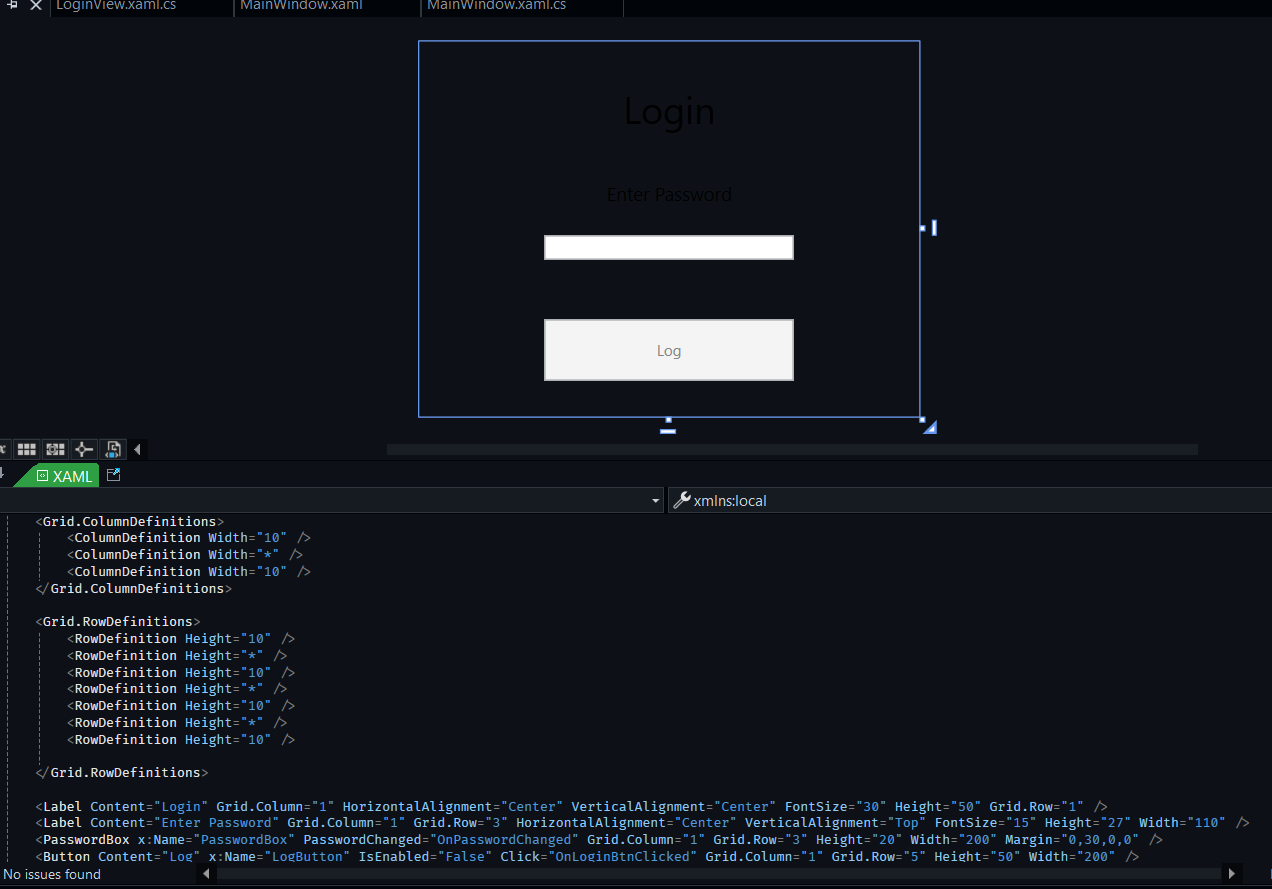 LoginView.xaml.cs MainWindow.xaml MainWindow.xaml.cs
Login
Enter Password
Log
XAML
xmlns:local
<Grid.ColumnDefinitions>
<ColumnDefinition Width="10" />
<ColumnDefinition Width="*" />
<ColumnDefinition Width="10" />
</Grid.ColumnDefinitions>
<Grid.RowDefinitions>
<RowDefinition Height="10" />
<RowDefinition Height="*" />
<RowDefinition Height="10" />
<RowDefinition Height="*" />
<RowDefinition Height="10" />
<RowDefinition Height="*" />
<RowDefinition Height="10" />
</Grid.RowDefinitions>
<Label Content="Login" Grid.Column="1" HorizontalAlignment="Center" VerticalAlignment="Center" FontSize="30" Height="50" Grid.Row="1" />
<Label Content="Enter Password" Grid.Column="1" Grid.Row="3" HorizontalAlignment="Center" VerticalAlignment="Top" FontSize="15" Height="27" Width="110" />
<PasswordBox x:Name="PasswordBox" PasswordChanged="OnPasswordChanged" Grid.Column="1" Grid.Row="3" Height="20" Width="200" Margin="0,30,0,0" />
<Button Content="Log" x:Name="LogButton" IsEnabled="False" Click="OnLoginBtnClicked" Grid.Column="1" Grid.Row="5" Height="50" Width="200" />
No issues found